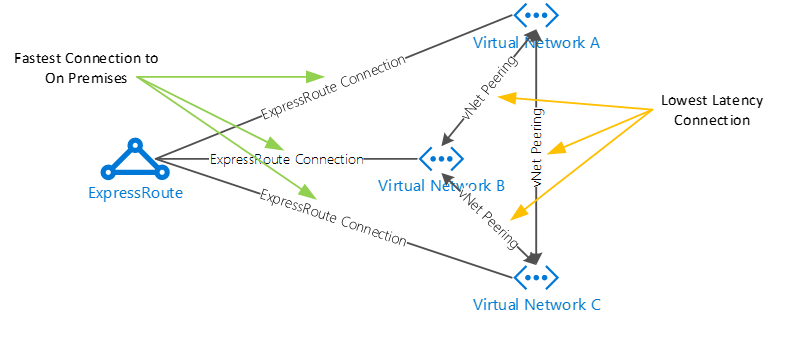 Virtual Network A
Fastest Connection to
On Premises
ExpressRoute Connection
vNet Peering
Lowest Latency
Connection
vNet Peering
ExpressRoute Connection
ExpressRoute
Virtual Network B
ExpressRoute Connection
vNet Peering
Virtual Network C